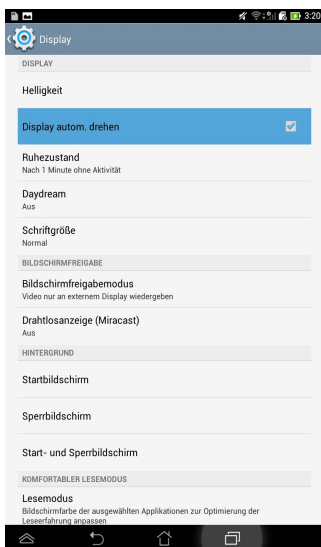 3:20
Display
DISPLAY
Helligkeit
Display autom. drehen
Ruhezustand
Nach 1 Minute ohne Aktivität
Daydream
Aus
Schriftgröße
Normal
BILDSCHIRMFREIGABE
Bildschirmfreigabemodus
Video nur an externem Display wiedergeben
Drahtlosanzeige (Miracast)
Aus
HINTERGRUND
Startbildschirm
Sperrbildschirm
Start- und Sperrbildschirm
KOMFORTABLER LESEMODUS
Lesemodus
Bildschirmfarbe der ausgewählten Applikationen zur Optimierung der
Leseerfahrung anpassen